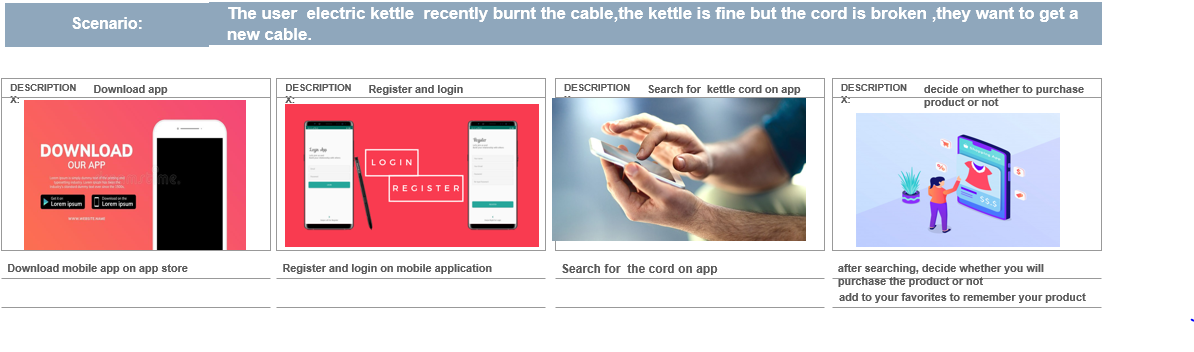 Scenario:
The user electric kettle recently burnt the cable,the kettle is fine but the cord is broken ,they want to get a
new cable.
DESCRIPTION
X:
Download app
DOWNLOAD
OUR APP
Lorem ipsum
Lorem ipsum
Download mobile app on app store
DESCRIPTION
X:
Register and login
Login App
LOGIN
REGISTER
Register
Register and login on mobile application
DESCRIPTION
Search for kettle cord on app
Search for the cord on app
DESCRIPTION
X:
decide on whether to purchase
product or not
after searching, decide whether you will
purchase the product or not
add to your favorites to remember your product